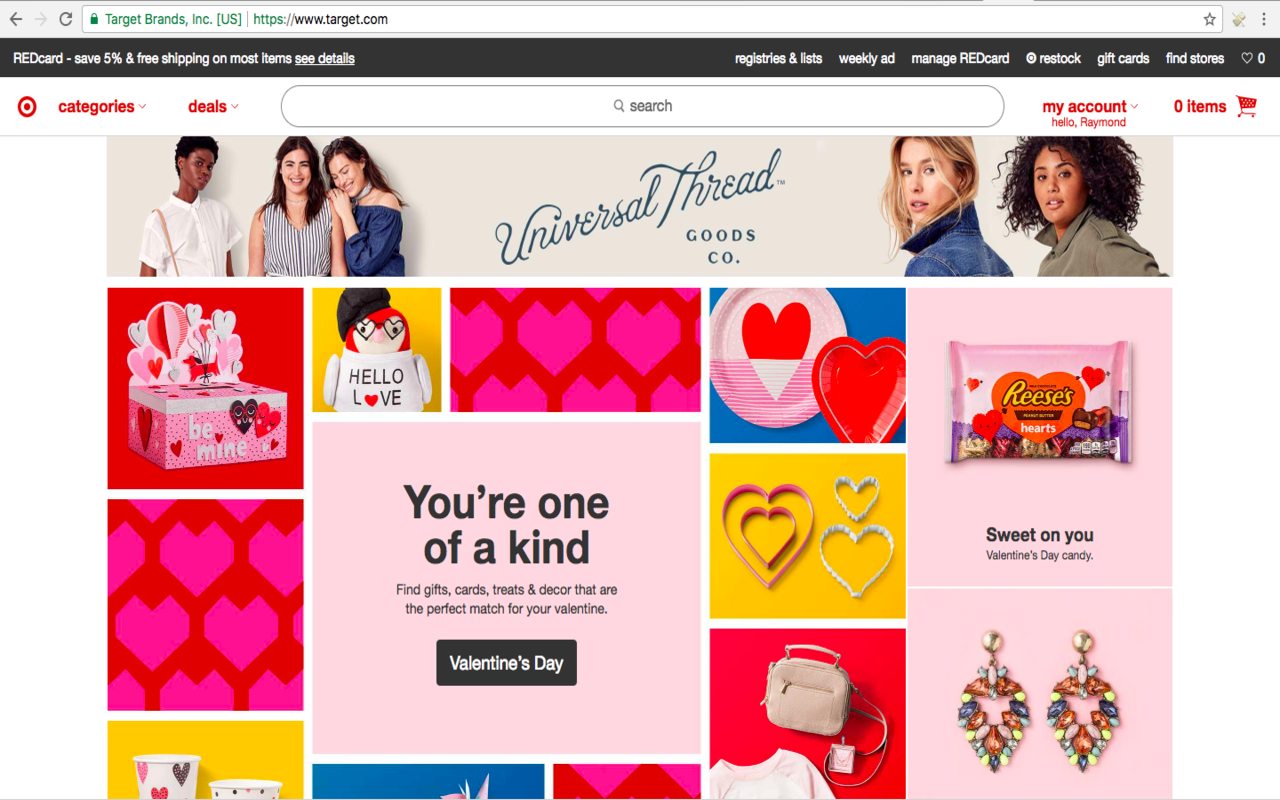 Target Brands, Inc. [US] https://www.target.com
REDcard - save 5% & free shipping on most items see details
registries & lists weekly ad manage REDcard restock gift cards find stores 0
categories deals search my account 0 items
hello, Raymond
Universal Thread™
GOODS
CO.
be
mine
HELLO
LOVE
You're one
of a kind
Find gifts, cards, treats & decor that are
the perfect match for your valentine.
Valentine's Day
MILK CHOCOLATE
Reese's
PEANUT BUTTER
hearts
Sweet on you
Valentine's Day candy.